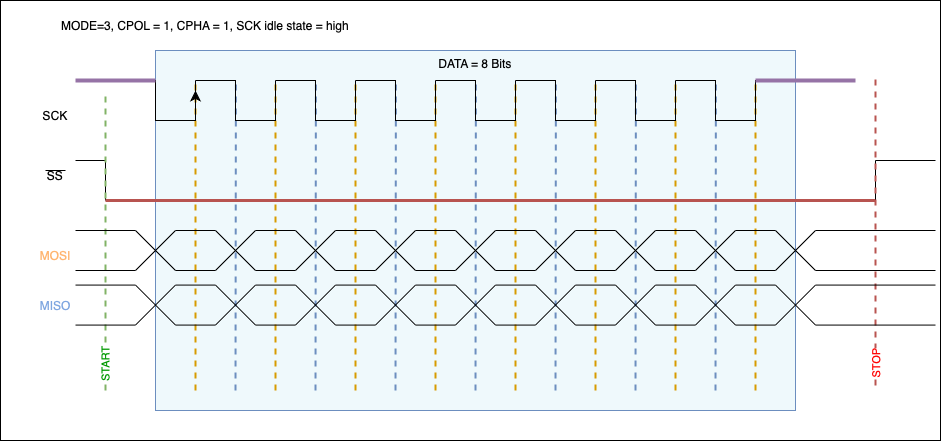 MODE=3, CPOL = 1, CPHA = 1, SCK idle state = high
DATA = 8 Bits
SCK
SS
MOSI
MISO
START
STOP